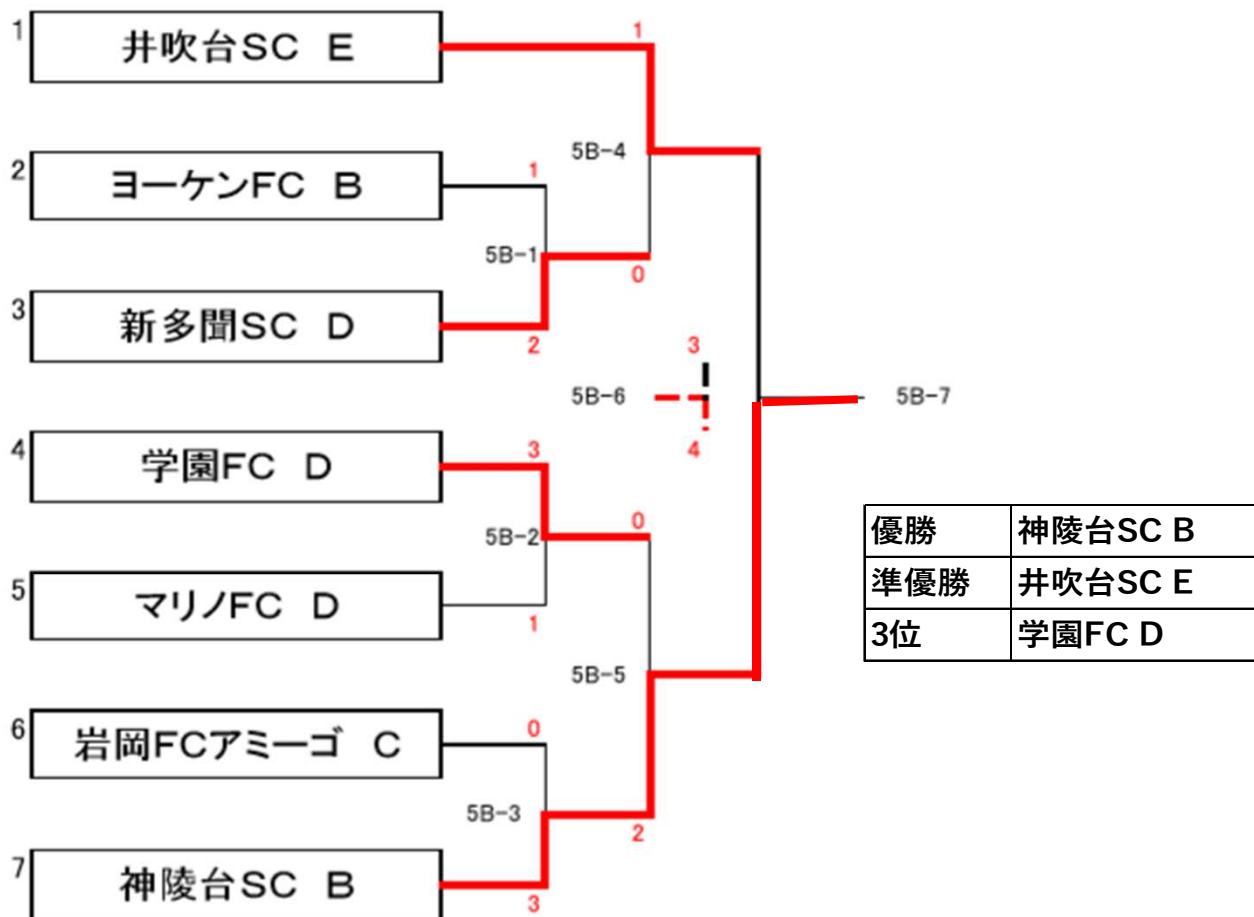 1
井吹台SC E
1
5B-4
2
ヨーケンFC B
1
5B-1
0
3
新多聞SC D
2
3
5B-6
5B-7
4
4
学園FC D
3
0
5B-2
優勝 神陵台SC B
準優勝 井吹台SC E
3位 学園FC D
5
マリノFC D
1
5B-5
6
岩岡FCアミーゴ C
0
5B-3
2
7
神陵台SC B
3